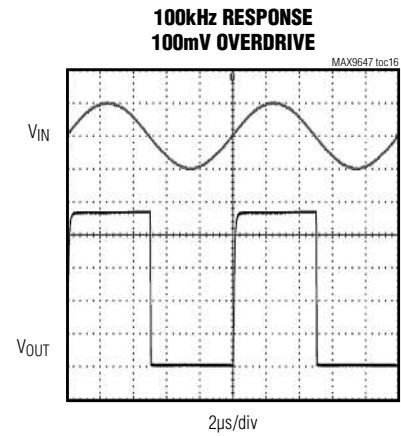 100kHz RESPONSE
100mV OVERDRIVE
MAX9647 toc16
VIN
VOUT
2µs/div